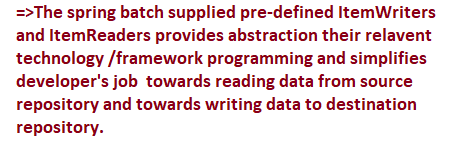 =>The spring batch supplied pre-defined ItemWriters
and ItemReaders provides abstraction their relavent
technology /framework programming and simplifies
developer's job  towards reading data from source
repository and towards writing data to destination
repository.